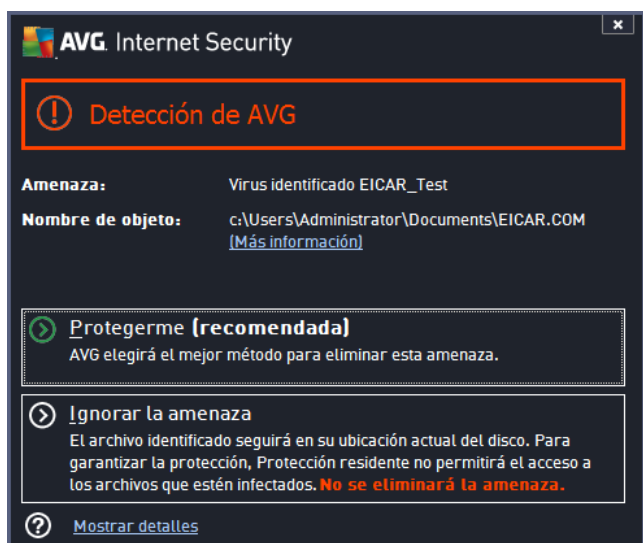 AVG. Internet Security
Detección de AVG
Amenaza: Virus identificado EICAR_Test
Nombre de objeto: c:\Users\Administrator\Documents\EICAR.COM
(Más información)
Protegerme (recomendada)
AVG elegirá el mejor método para eliminar esta amenaza.
Ignorar la amenaza
El archivo identificado seguirá en su ubicación actual del disco. Para
garantizar la protección, Protección residente no permitirá el acceso a
los archivos que estén infectados. No se eliminará la amenaza.
Mostrar detalles